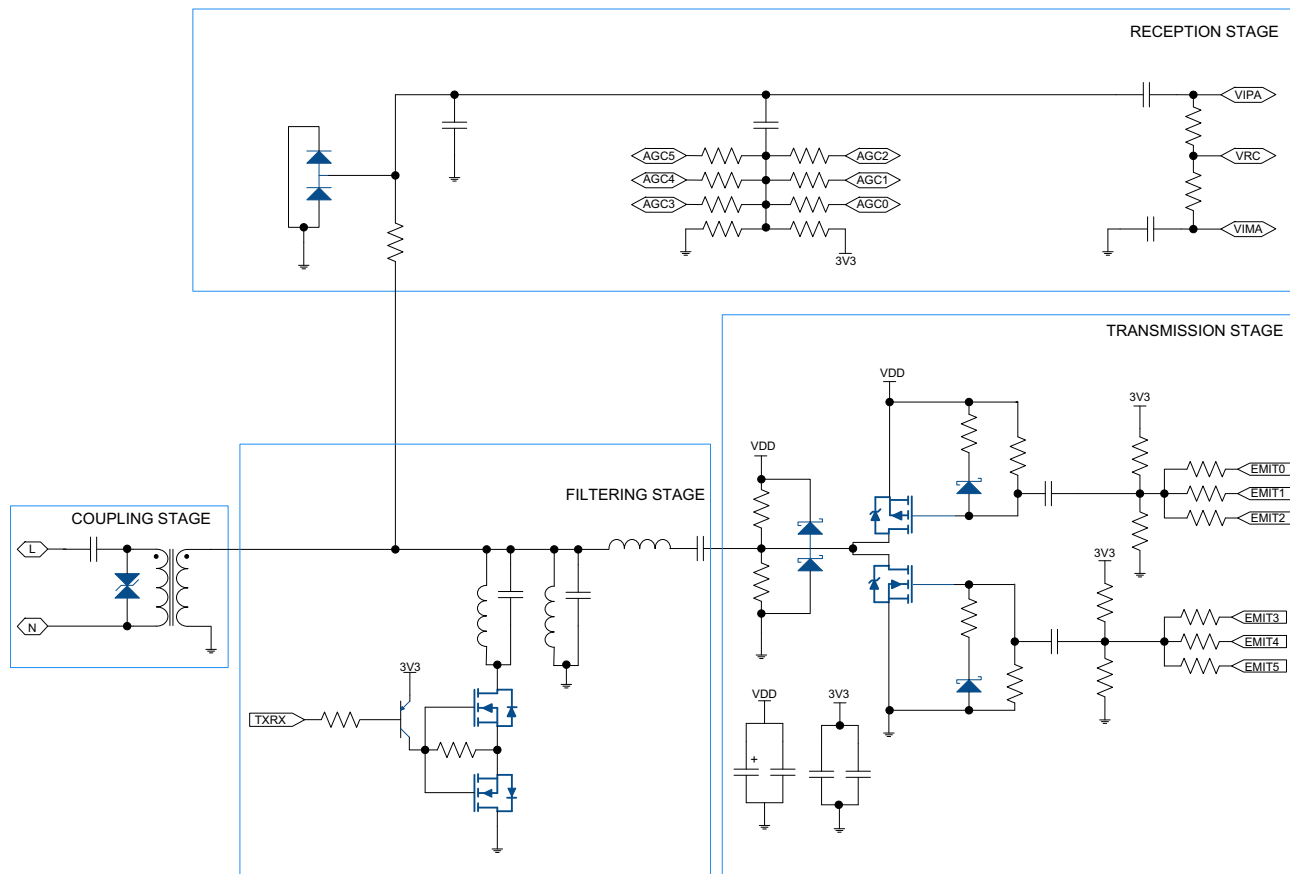 RECEPTION STAGE
VIPA
AGC5
AGC2
VRC
AGC4
AGC1
AGC3
AGC0
VIMA
3V3
TRANSMISSION STAGE
VDD
3V3
VDD
EMIT0
FILTERING STAGE
EMIT1
COUPLING STAGE
EMIT2
L
3V3
N
EMIT3
EMIT4
3V3
EMIT5
VDD
3V3
TXRX
+